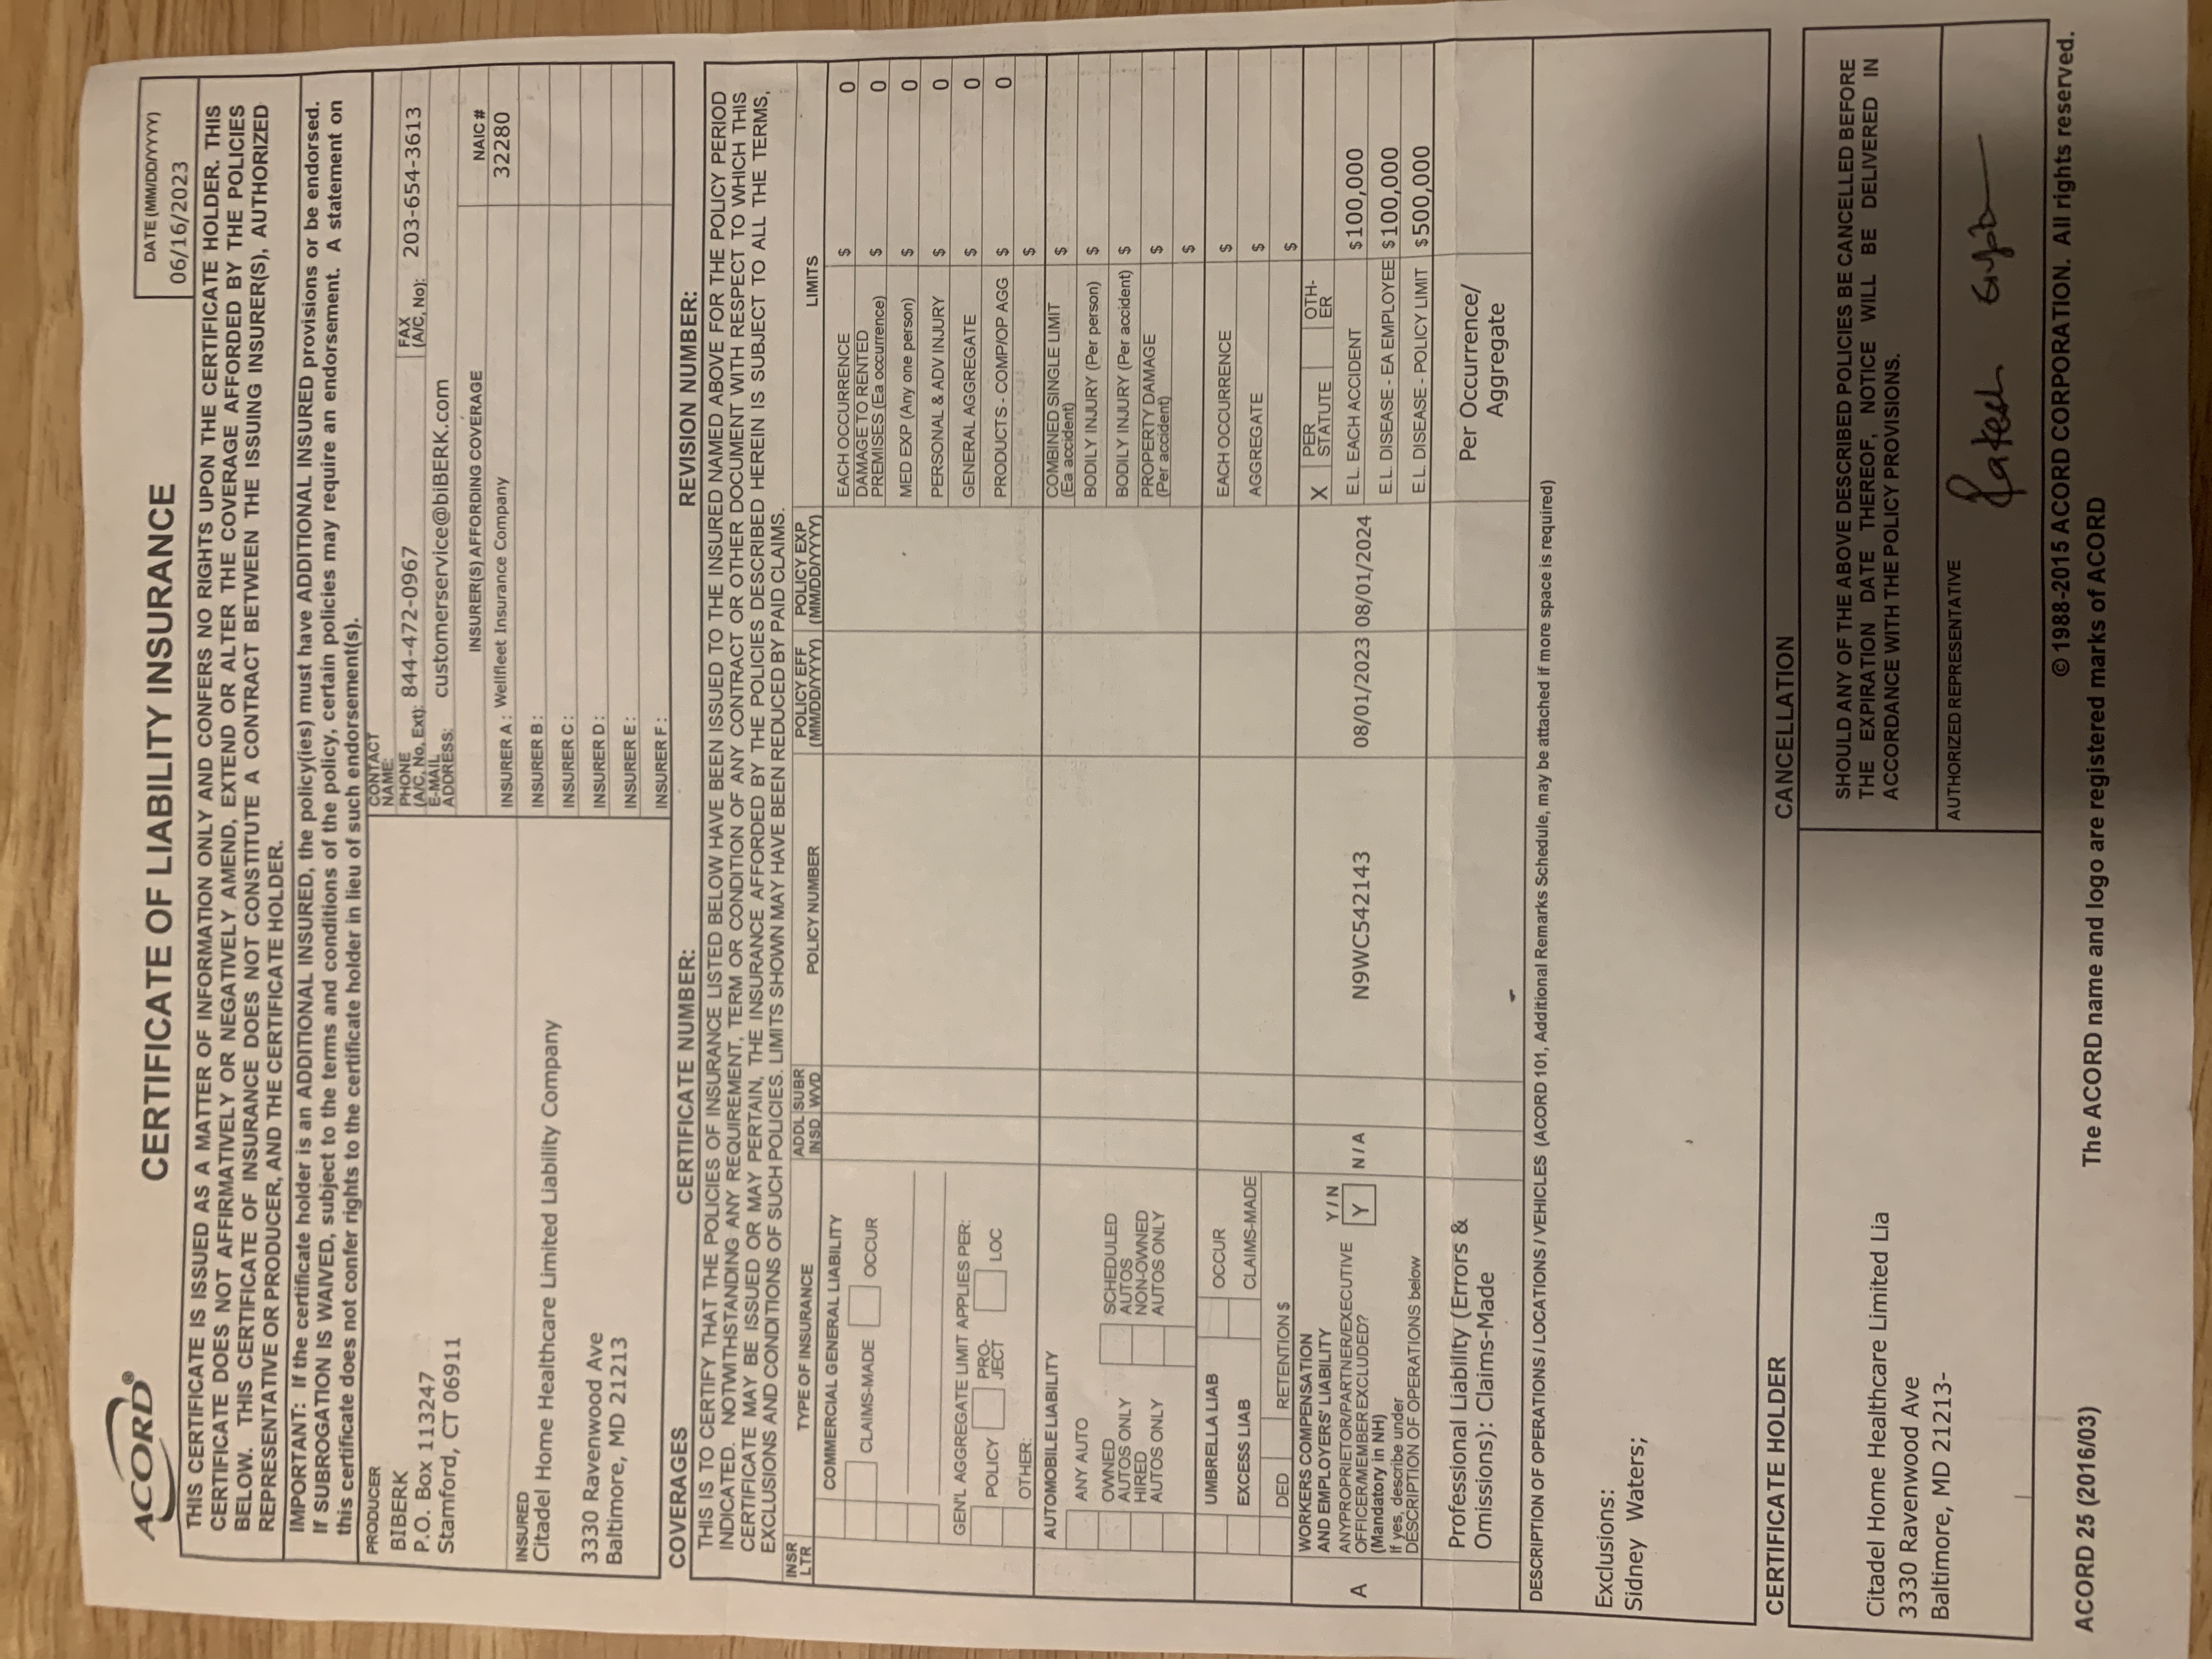 ACORD®
CERTIFICATE OF LIABILITY INSURANCE
DATE (MM/DD/YYYY)
06/16/2023
THIS CERTIFICATE IS ISSUED AS A MATTER OF INFORMATION ONLY AND CONFERS NO RIGHTS UPON THE CERTIFICATE HOLDER. THIS
CERTIFICATE DOES NOT AFFIRMATIVELY OR NEGATIVELY AMEND, EXTEND OR ALTER THE COVERAGE AFFORDED BY THE POLICIES
BELOW. THIS CERTIFICATE OF INSURANCE DOES NOT CONSTITUTE A CONTRACT BETWEEN THE ISSUING INSURER(S), AUTHORIZED
REPRESENTATIVE OR PRODUCER, AND THE CERTIFICATE HOLDER.
IMPORTANT: If the certificate holder is an ADDITIONAL INSURED, the policy(ies) must have ADDITIONAL INSURED provisions or be endorsed.
If SUBROGATION IS WAIVED, subject to the terms and conditions of the policy, certain policies may require an endorsement. A statement on
this certificate does not confer rights to the certificate holder in lieu of such endorsement(s).
PRODUCER
BIBERK
P.O. Box 113247
Stamford, CT 06911
CONTACT
NAME:
PHONE
(A/C, No, Ext): 844-472-0967
FAX
(A/C, No): 203-654-3613
E-MAIL
ADDRESS: customerservice@biBERK.com
INSURER(S) AFFORDING COVERAGE NAIC #
INSURER A : Wellfleet Insurance Company 32280
INSURED
Citadel Home Healthcare Limited Liability Company
3330 Ravenwood Ave
Baltimore, MD 21213
INSURER B :
INSURER C :
INSURER D :
INSURER E :
INSURER F :
COVERAGES CERTIFICATE NUMBER: REVISION NUMBER:
THIS IS TO CERTIFY THAT THE POLICIES OF INSURANCE LISTED BELOW HAVE BEEN ISSUED TO THE INSURED NAMED ABOVE FOR THE POLICY PERIOD
INDICATED. NOTWITHSTANDING ANY REQUIREMENT, TERM OR CONDITION OF ANY CONTRACT OR OTHER DOCUMENT WITH RESPECT TO WHICH THIS
CERTIFICATE MAY BE ISSUED OR MAY PERTAIN, THE INSURANCE AFFORDED BY THE POLICIES DESCRIBED HEREIN IS SUBJECT TO ALL THE TERMS,
EXCLUSIONS AND CONDITIONS OF SUCH POLICIES. LIMITS SHOWN MAY HAVE BEEN REDUCED BY PAID CLAIMS.
INSR
LTR
TYPE OF INSURANCE
ADDL
INSD
SUBR
WVD
POLICY NUMBER
POLICY EFF
(MM/DD/YYYY)
POLICY EXP
(MM/DD/YYYY)
LIMITS
COMMERCIAL GENERAL LIABILITY
CLAIMS-MADE OCCUR
GEN'L AGGREGATE LIMIT APPLIES PER:
POLICY PRO-
JECT LOC
OTHER:
EACH OCCURRENCE $ 0
DAMAGE TO RENTED
PREMISES (Ea occurrence) $ 0
MED EXP (Any one person) $ 0
PERSONAL & ADV INJURY $ 0
GENERAL AGGREGATE $ 0
PRODUCTS - COMP/OP AGG $ 0
$
AUTOMOBILE LIABILITY
ANY AUTO
OWNED
AUTOS ONLY
SCHEDULED
AUTOS
HIRED
AUTOS ONLY
NON-OWNED
AUTOS ONLY
COMBINED SINGLE LIMIT
(Ea accident) $
BODILY INJURY (Per person) $
BODILY INJURY (Per accident) $
PROPERTY DAMAGE
(Per accident) $
$
UMBRELLA LIAB OCCUR
EXCESS LIAB CLAIMS-MADE
DED RETENTION $
EACH OCCURRENCE $
AGGREGATE $
$
A
WORKERS COMPENSATION
AND EMPLOYERS' LIABILITY
Y / N
ANYPROPRIETOR/PARTNER/EXECUTIVE
OFFICER/MEMBER EXCLUDED? Y
(Mandatory in NH)
If yes, describe under
DESCRIPTION OF OPERATIONS below
N / A
N9WC542143
08/01/2023
08/01/2024
X PER
STATUTE
OTH-
ER
E.L. EACH ACCIDENT $100,000
E.L. DISEASE - EA EMPLOYEE $100,000
E.L. DISEASE - POLICY LIMIT $500,000
Professional Liability (Errors &
Omissions): Claims-Made
Per Occurrence/
Aggregate
DESCRIPTION OF OPERATIONS / LOCATIONS / VEHICLES (ACORD 101, Additional Remarks Schedule, may be attached if more space is required)
Exclusions:
Sidney Waters;
CERTIFICATE HOLDER
Citadel Home Healthcare Limited Lia
3330 Ravenwood Ave
Baltimore, MD 21213-
CANCELLATION
SHOULD ANY OF THE ABOVE DESCRIBED POLICIES BE CANCELLED BEFORE
THE EXPIRATION DATE THEREOF, NOTICE WILL BE DELIVERED IN
ACCORDANCE WITH THE POLICY PROVISIONS.
AUTHORIZED REPRESENTATIVE
Rakesh
© 1988-2015 ACORD CORPORATION. All rights reserved.
ACORD 25 (2016/03)
The ACORD name and logo are registered marks of ACORD